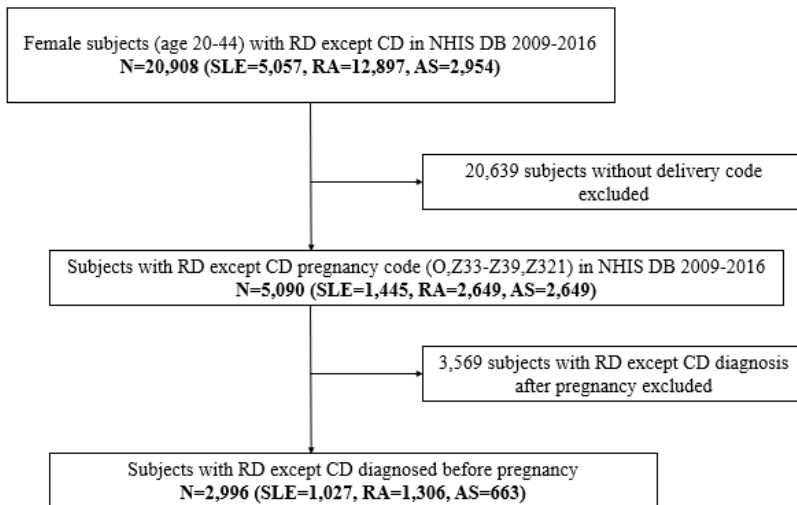 Female subjects (age 20-44) with RD except CD in NHIS DB 2009-2016
N=20,908 (SLE=5,057, RA=12,897, AS=2,954)
20,639 subjects without delivery code
excluded
Subjects with RD except CD pregnancy code (O,Z33-Z39,Z321) in NHIS DB 2009-2016
N=5,090 (SLE=1,445, RA=2,649, AS=2,649)
3,569 subjects with RD except CD diagnosis
after pregnancy excluded
Subjects with RD except CD diagnosed before pregnancy
N=2,996 (SLE=1,027, RA=1,306, AS=663)